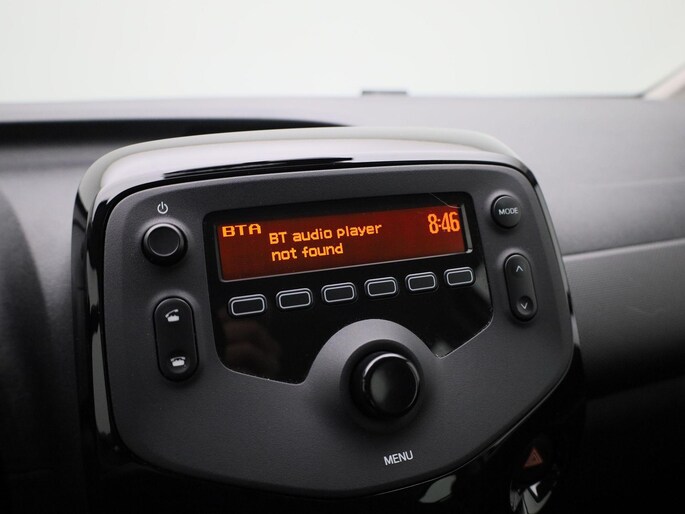 BTA
BT audio player
not found
8:46
MODE
MENU